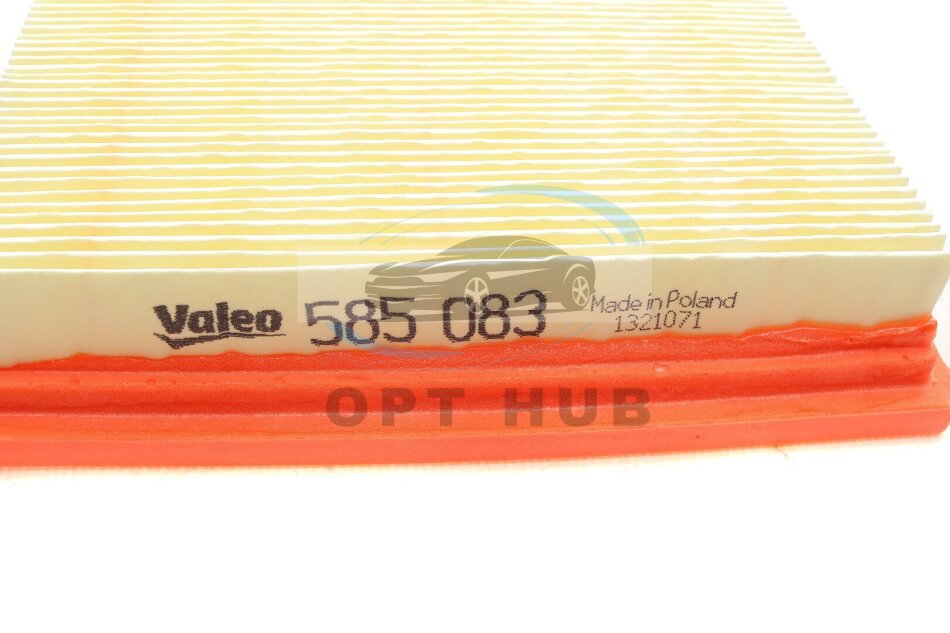 Valeo 585 083 Made in Poland
1321071
OPT HUB